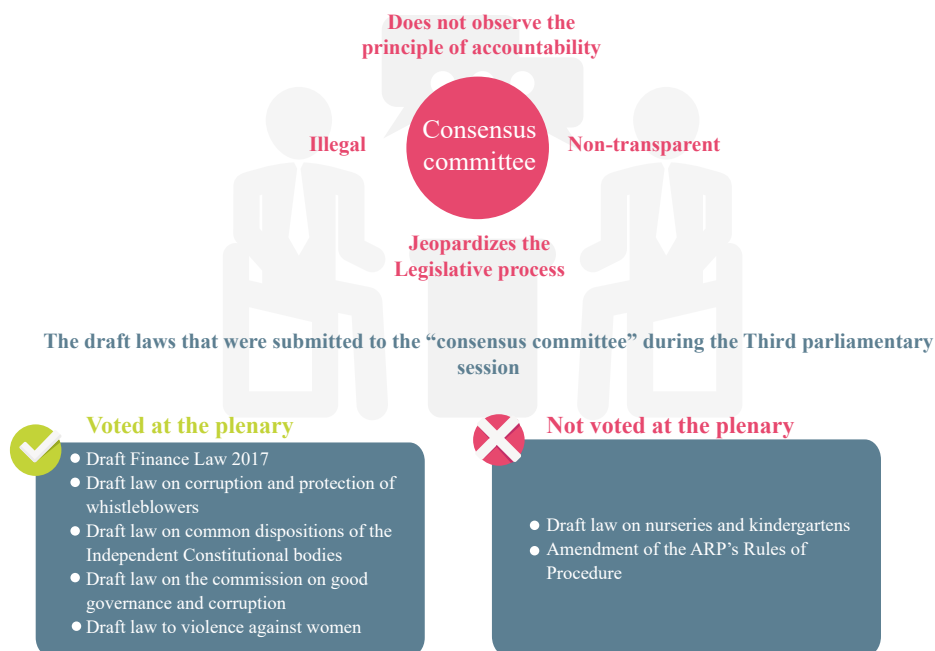 Does not observe the
principle of accountability
Illegal
Consensus
committee
Non-transparent
Jeopardizes the
Legislative process
The draft laws that were submitted to the “consensus committee” during the Third parliamentary
session
Voted at the plenary
● Draft Finance Law 2017
● Draft law on corruption and protection of
whistleblowers
● Draft law on common dispositions of the
Independent Constitutional bodies
● Draft law on the commission on good
governance and corruption
● Draft law to violence against women
Not voted at the plenary
● Draft law on nurseries and kindergartens
● Amendment of the ARP’s Rules of
Procedure